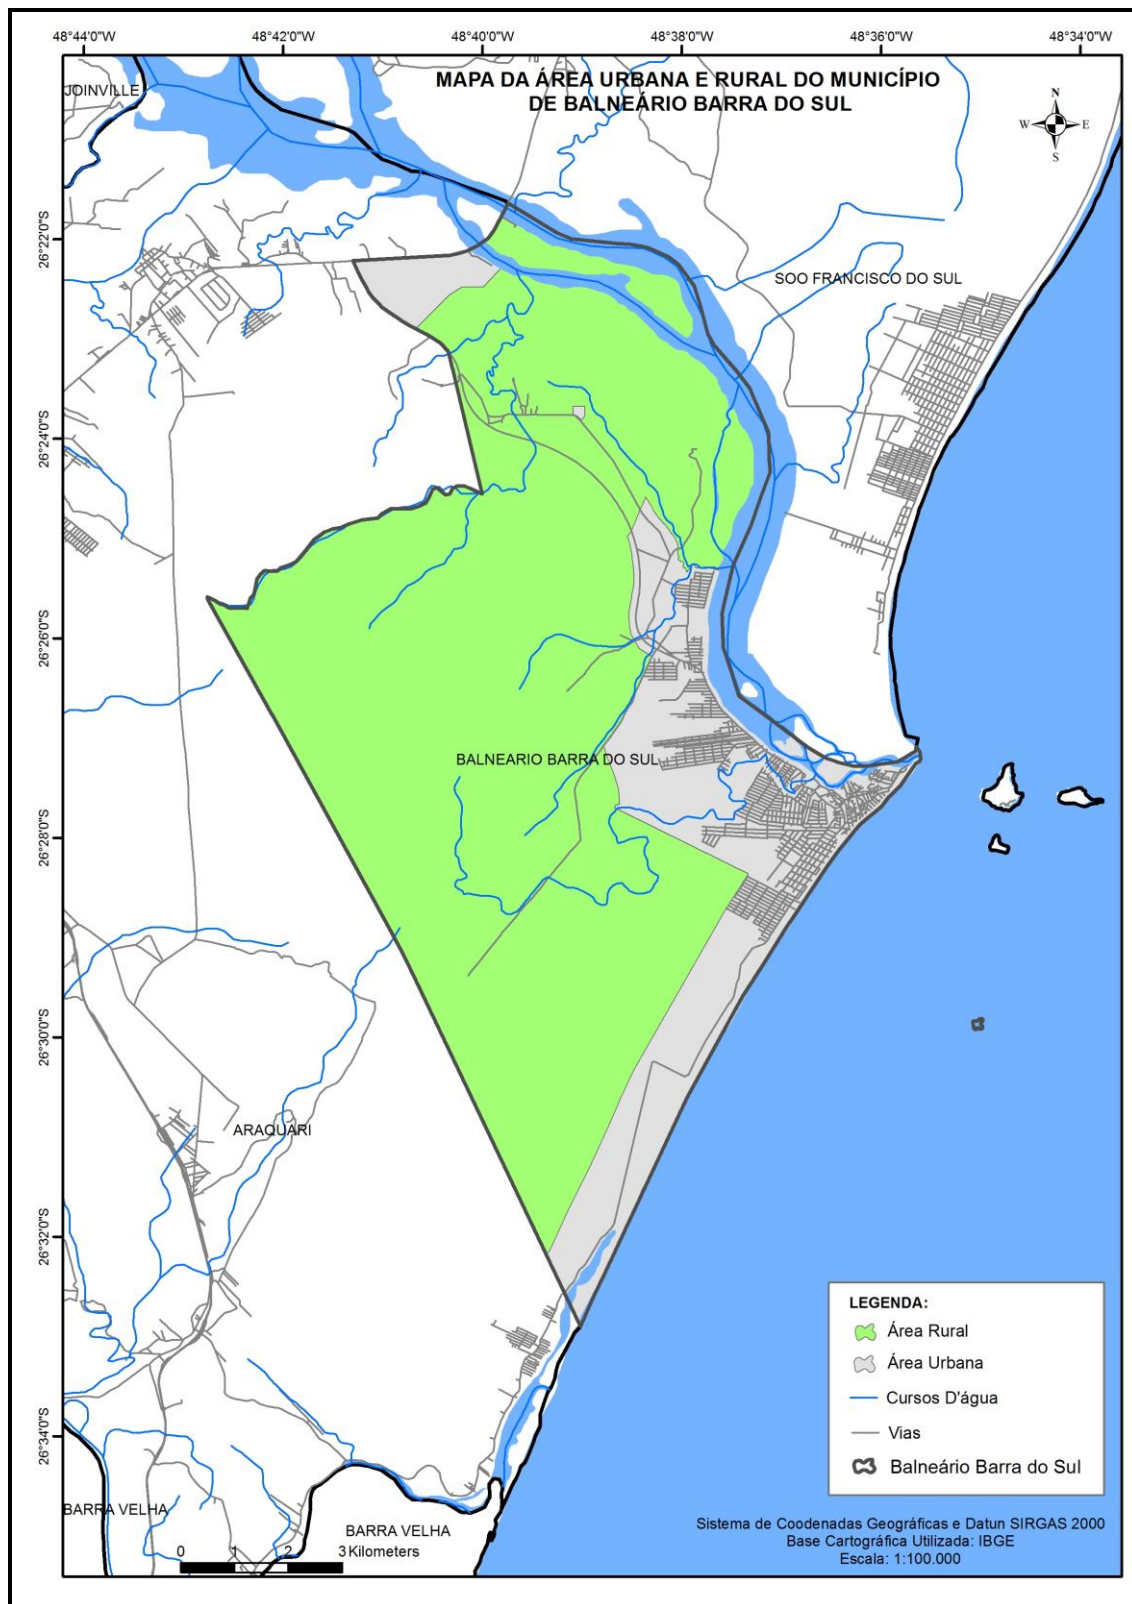 48°44'0"W 48°42'0"W 48°40'0"W 48°38'0"W 48°36'0"W 48°34'0"W
MAPA DA ÁREA URBANA E RURAL DO MUNICÍPIO
DE BALNEÁRIO BARRA DO SUL
JOINVILLE
N
W E
S
26°22'0"S
SOO FRANCISCO DO SUL
26°24'0"S
26°26'0"S
BALNEARIO BARRA DO SUL
26°28'0"S
26°30'0"S
ARAQUARI
26°32'0"S
26°34'0"S
LEGENDA:
Área Rural
Área Urbana
Cursos D'água
Vias
Balneário Barra do Sul
BARRA VELHA
BARRA VELHA
0 1 2 3 Kilometers
Sistema de Coodenadas Geográficas e Datun SIRGAS 2000
Base Cartográfica Utilizada: IBGE
Escala: 1:100.000